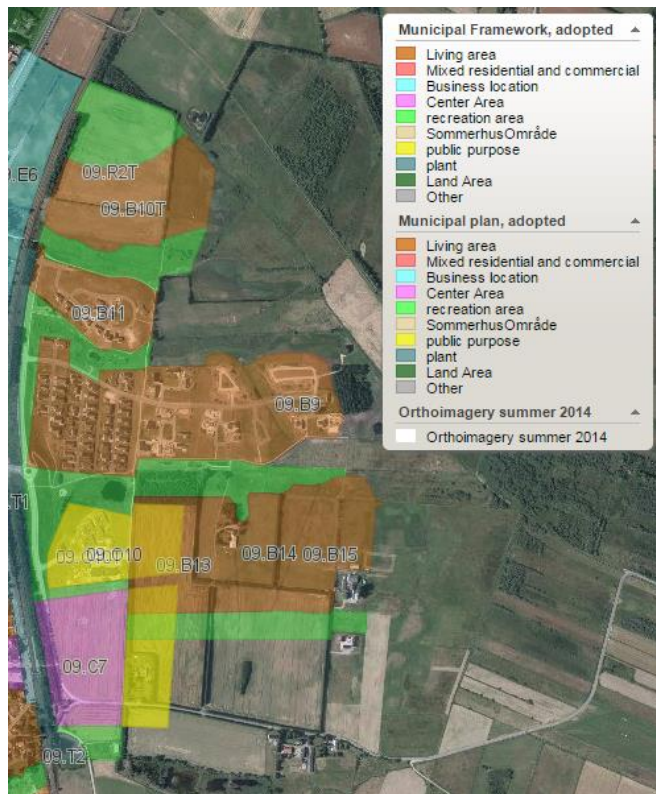 Municipal Framework, adopted
Living area
Mixed residential and commercial
Business location
Center Area
recreation area
SommerhusOmråde
public purpose
plant
Land Area
Other
Municipal plan, adopted
Living area
Mixed residential and commercial
Business location
Center Area
recreation area
SommerhusOmråde
public purpose
plant
Land Area
Other
Orthoimagery summer 2014
Orthoimagery summer 2014
.E6
09.R2T
09.B10T
09.B11
09.B9
.T1
09.O10
09.B13
09.B14
09.B15
09.C7
09.T2